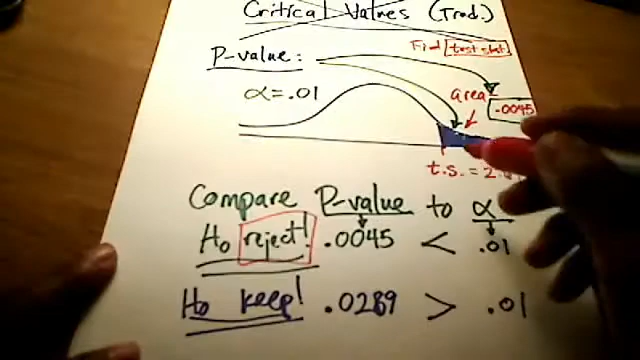 Critical Values (Trad.)
Find test stat
P-value:
α = .01
area
.0045
t.s. = 2.
Compare P-value to α
Ho reject! .0045 < .01
Ho keep! .0289 > .01